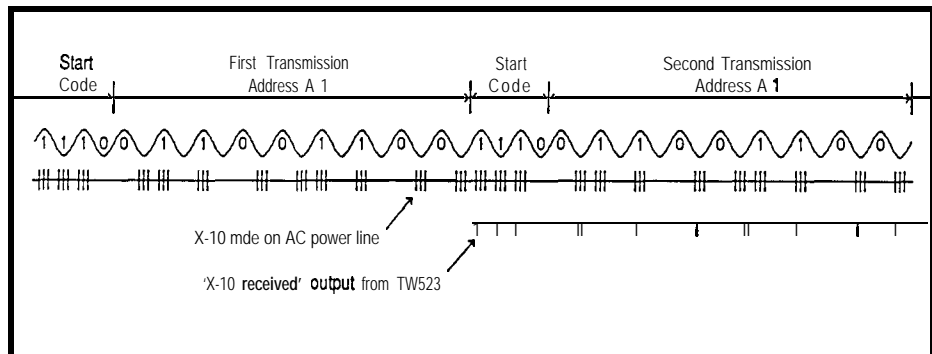 Start
Code
First Transmission
Address A 1
Start
Code
Second Transmission
Address A 1
1 1 1 0 0 1 1 0 0 1 1 0 0 1 1 1 0 0 1 1 0 0 1 1 0 0
X-10 mde on AC power line
'X-10 received' output from TW523